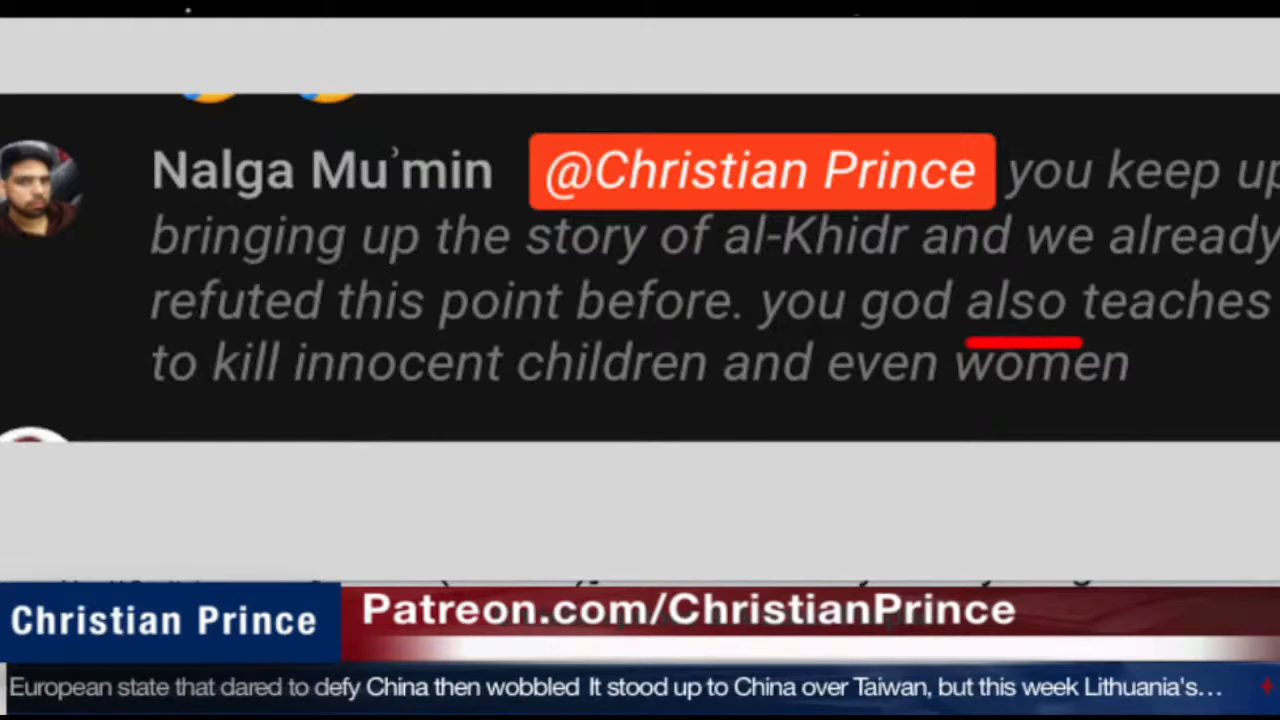 Nalga Muʾmin @Christian Prince you keep up
bringing up the story of al-Khidr and we already
refuted this point before. you god also teaches
to kill innocent children and even women
Christian Prince
Patreon.com/ChristianPrince
European state that dared to defy China then wobbled It stood up to China over Taiwan, but this week Lithuania's...